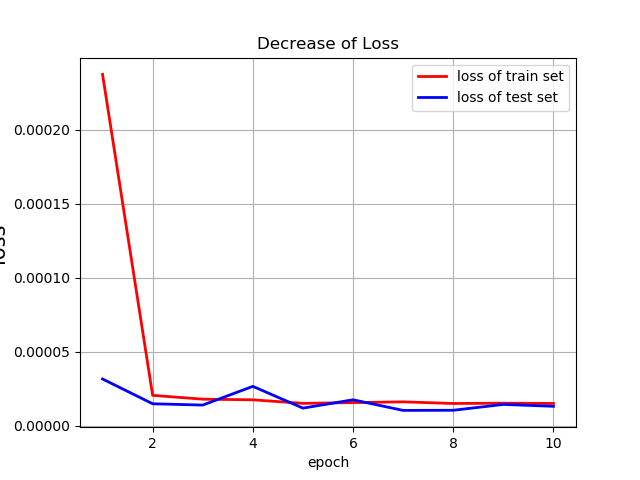 Decrease of Loss
loss of train set
loss of test set
0.00020
0.00015
0.00010
0.00005
0.00000
loss
2 4 6 8 10
epoch